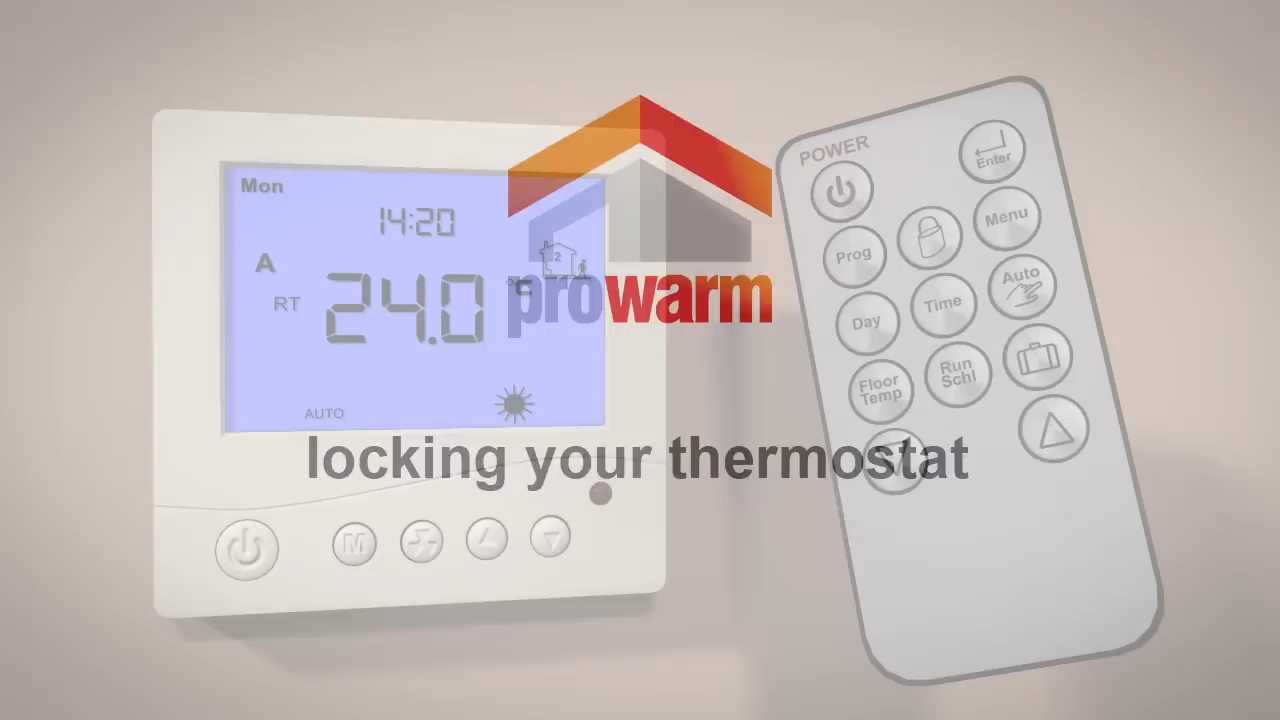 Mon
14:20
A
2
RT
24.0 °C
AUTO
M
prowarm
locking your thermostat
POWER
Enter
Prog
Menu
Day
Time
Auto
Floor
Temp
Run
Schl